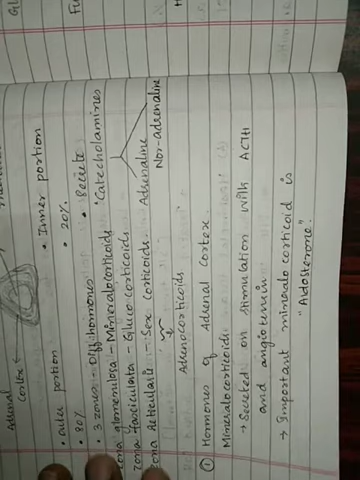 Adrenal
Cortex
• outer portion • Inner portion
• 80% • 20%
• 3 zones - Diff hormones • Secrete
zona glomerulosa - Mineralocorticoids "Catecholamines
zona fasciculata - Gluco corticoids
zona Reticularis - Sex corticoids. Adrenaline Nor-adrenaline
Adrenocorticoids
① Hormones of Adrenal Cortex
Mineralocorticoids
→ Secreted on stimulation with ACTH
and angiotensin
→ Important mineralo corticoid is
"Aldosterone".